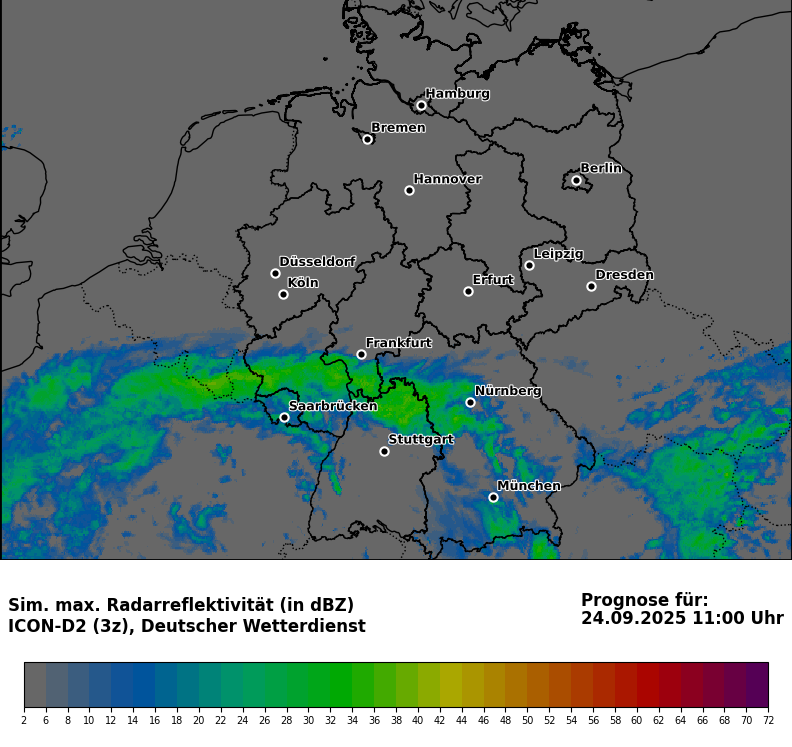 Hamburg
Bremen
Berlin
Hannover
Leipzig
Düsseldorf
Dresden
Köln
Erfurt
Frankfurt
Nürnberg
Saarbrücken
Stuttgart
München
Sim. max. Radarreflektivität (in dBZ)
ICON-D2 (3z), Deutscher Wetterdienst
Prognose für:
24.09.2025 11:00 Uhr
2 6 8 10 12 14 16 18 20 22 24 26 28 30 32 34 36 38 40 42 44 46 48 50 52 54 56 58 60 62 64 66 68 70 72